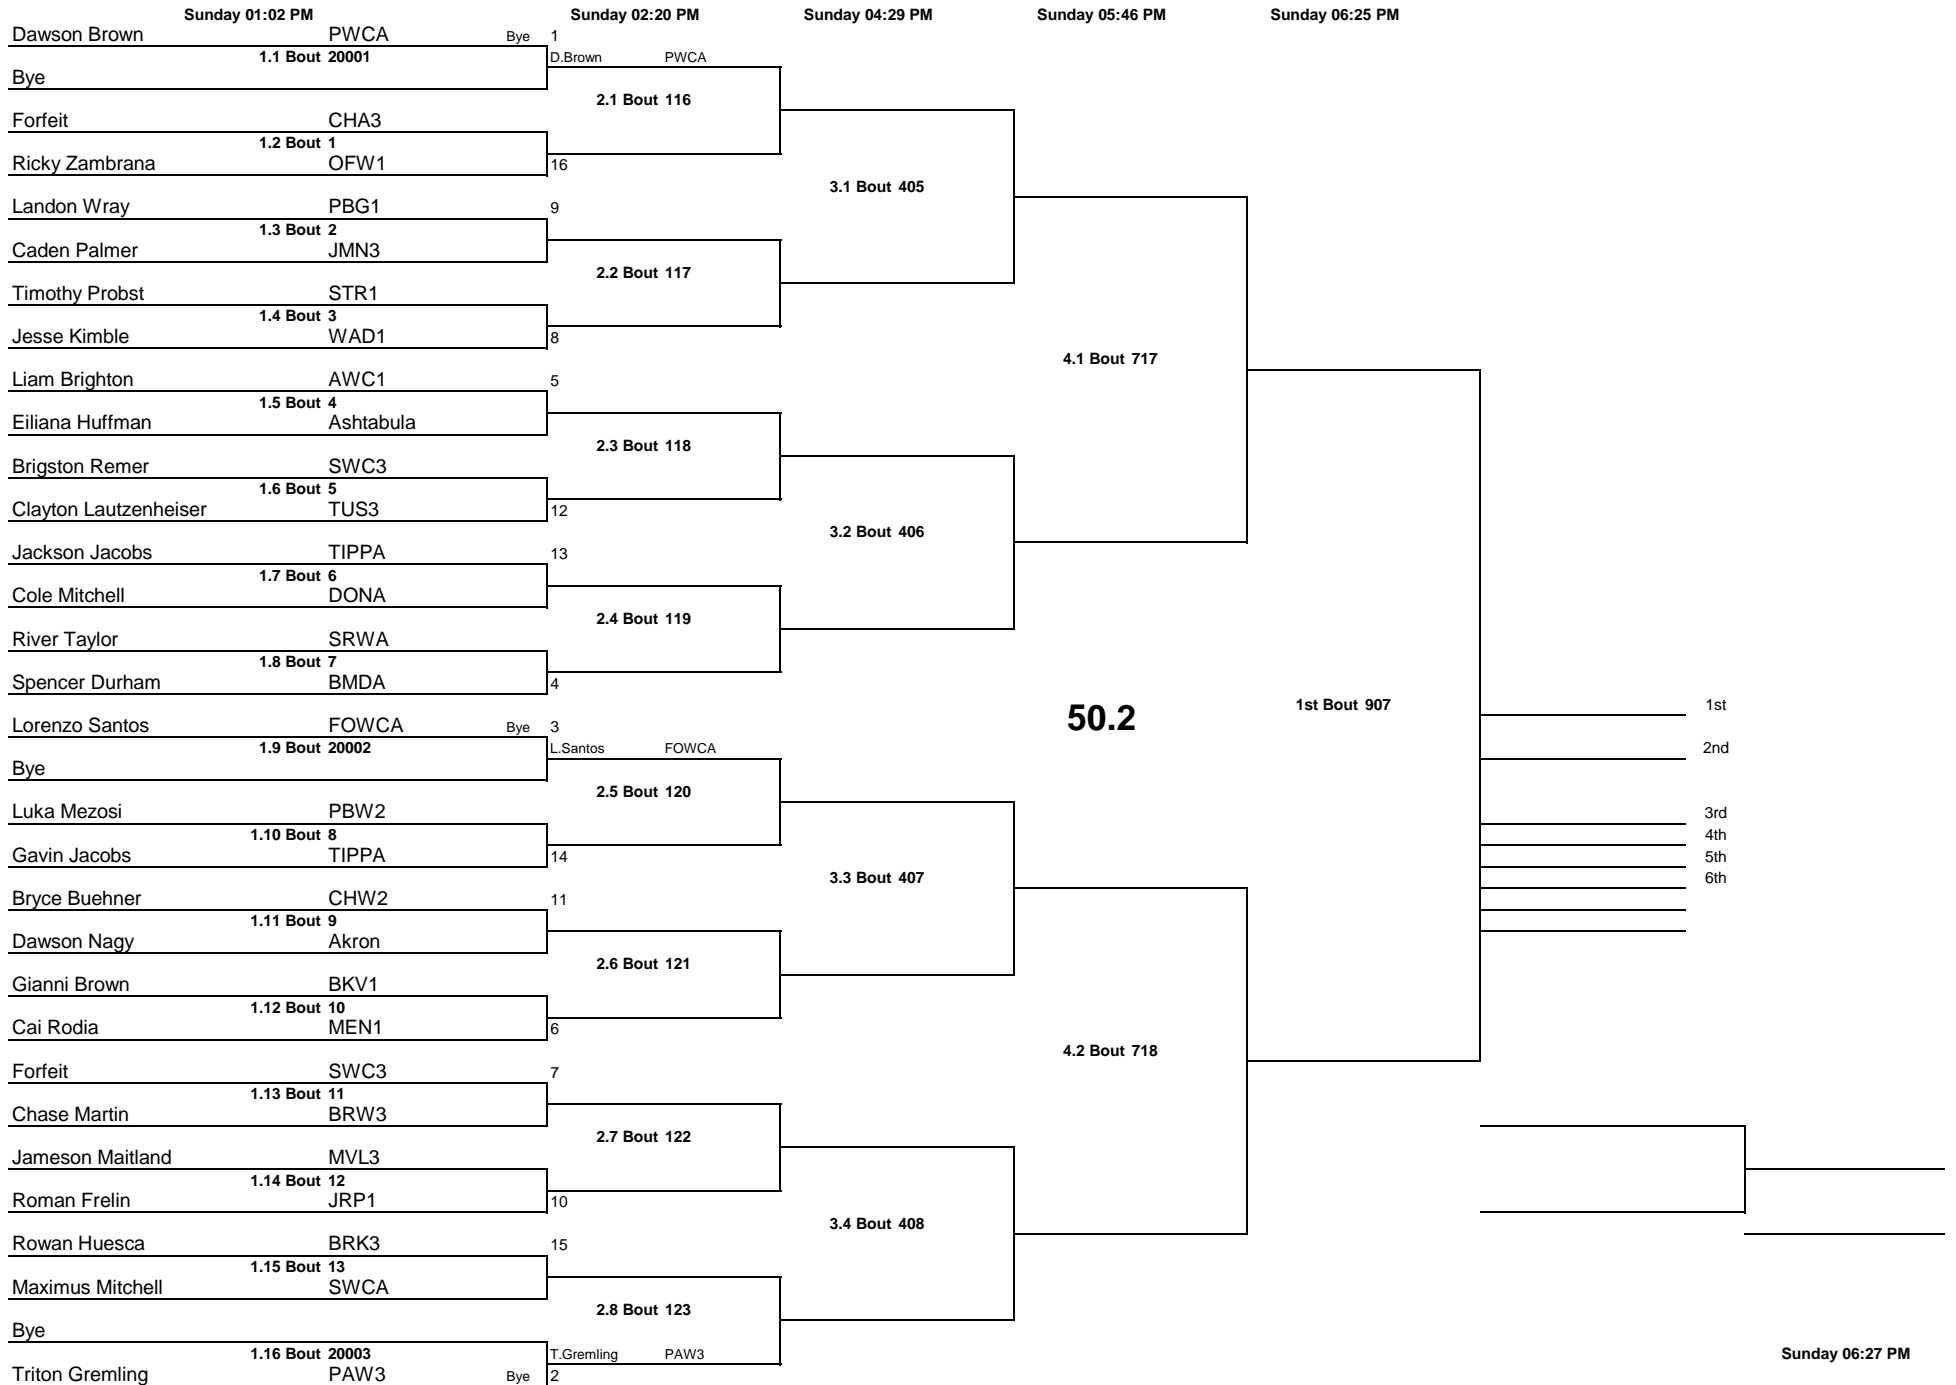 Sunday 01:02 PM Sunday 02:20 PM Sunday 04:29 PM Sunday 05:46 PM Sunday 06:25 PM
Dawson Brown PWCA Bye 1
1.1 Bout 20001 D.Brown PWCA
Bye
2.1 Bout 116
Forfeit CHA3
1.2 Bout 1
Ricky Zambrana OFW1 16
3.1 Bout 405
Landon Wray PBG1 9
1.3 Bout 2
Caden Palmer JMN3
2.2 Bout 117
Timothy Probst STR1
1.4 Bout 3
Jesse Kimble WAD1 8
4.1 Bout 717
Liam Brighton AWC1 5
1.5 Bout 4
Eiliana Huffman Ashtabula
2.3 Bout 118
Brigston Remer SWC3
1.6 Bout 5
Clayton Lautzenheiser TUS3 12
3.2 Bout 406
Jackson Jacobs TIPPA 13
1.7 Bout 6
Cole Mitchell DONA
2.4 Bout 119
River Taylor SRWA
1.8 Bout 7
Spencer Durham BMDA 4
50.2 1st Bout 907 1st
Lorenzo Santos FOWCA Bye 3
1.9 Bout 20002 L.Santos FOWCA 2nd
Bye
2.5 Bout 120
Luka Mezosi PBW2 3rd
1.10 Bout 8 4th
Gavin Jacobs TIPPA 14 5th
3.3 Bout 407 6th
Bryce Buehner CHW2 11
1.11 Bout 9
Dawson Nagy Akron
2.6 Bout 121
Gianni Brown BKV1
1.12 Bout 10
Cai Rodia MEN1 6
4.2 Bout 718
Forfeit SWC3 7
1.13 Bout 11
Chase Martin BRW3
2.7 Bout 122
Jameson Maitland MVL3
1.14 Bout 12
Roman Frelin JRP1 10
3.4 Bout 408
Rowan Huesca BRK3 15
1.15 Bout 13
Maximus Mitchell SWCA
2.8 Bout 123
Bye
1.16 Bout 20003 T.Gremling PAW3 Sunday 06:27 PM
Triton Gremling PAW3 Bye 2